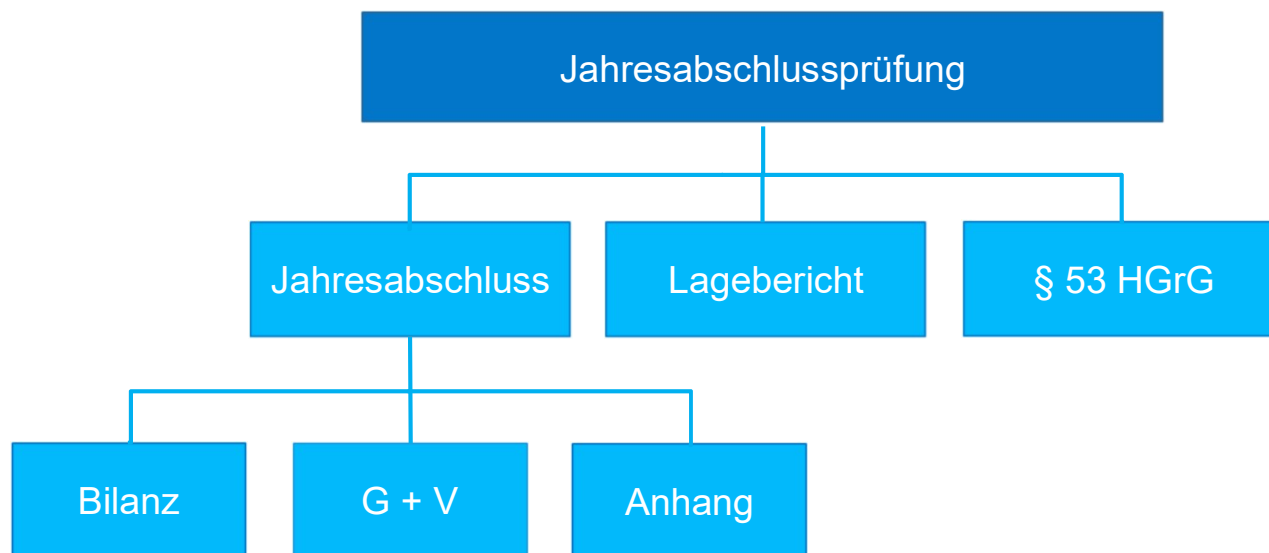 Jahresabschlussprüfung
Jahresabschluss
Lagebericht
§ 53 HGrG
Bilanz
G + V
Anhang